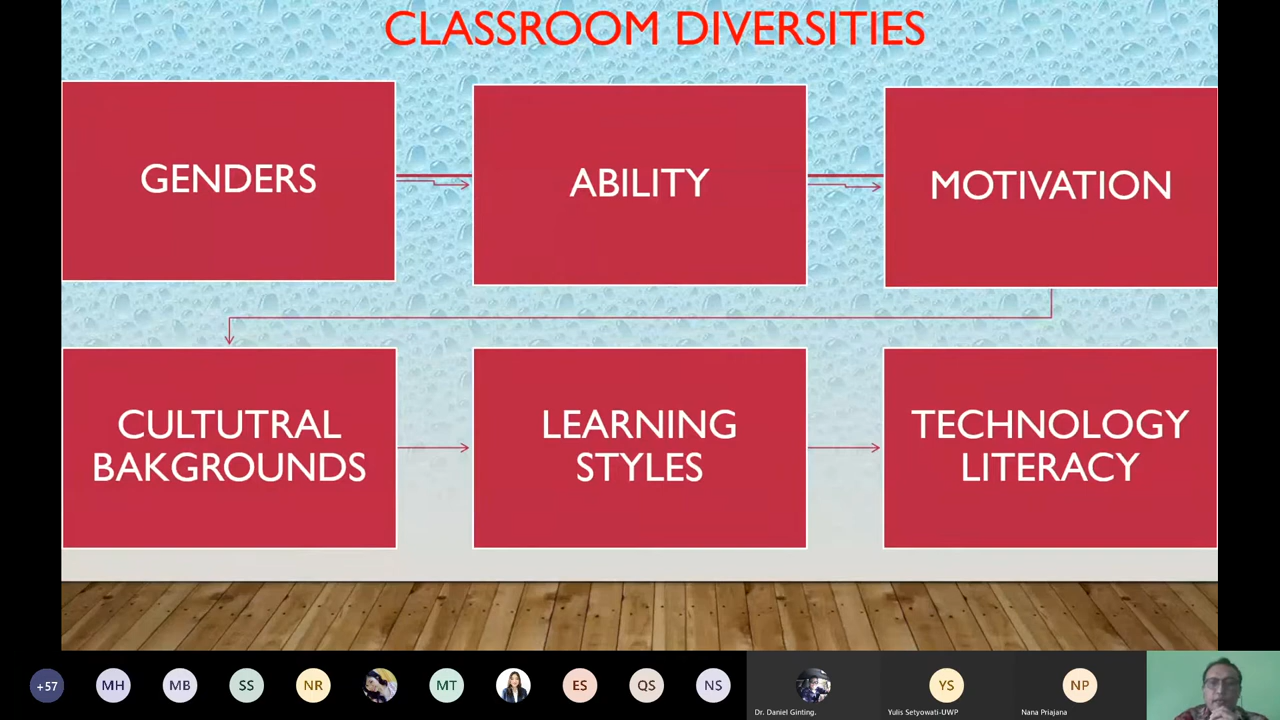 CLASSROOM DIVERSITIES
GENDERS
ABILITY
MOTIVATION
CULTUTRAL
BAKGROUNDS
LEARNING
STYLES
TECHNOLOGY
LITERACY
+57
MH
MB
SS
NR
MT
ES
QS
NS
YS
NP
Dr. Daniel Ginting.
Yulis Setyowati-UWP
Nana Priajana